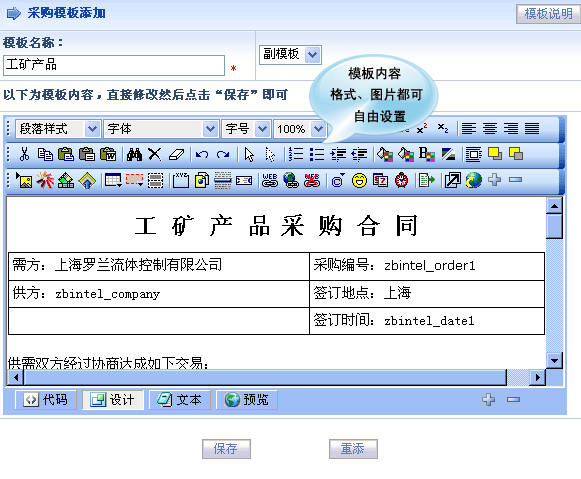 采购模板添加
模板说明
模板名称：
工矿产品
*
副模板
以下为模板内容，直接修改然后点击“保存”即可
模板内容
格式、图片都可
自由设置
段落样式 字体 字号 100%
工矿产品采购合同
需方：上海罗兰流体控制有限公司 采购编号：zbintel_order1
供方：zbintel_company 签订地点：上海
签订时间：zbintel_date1
供需双方经过协商达成如下交易：
代码 设计 文本 预览
保存 重添